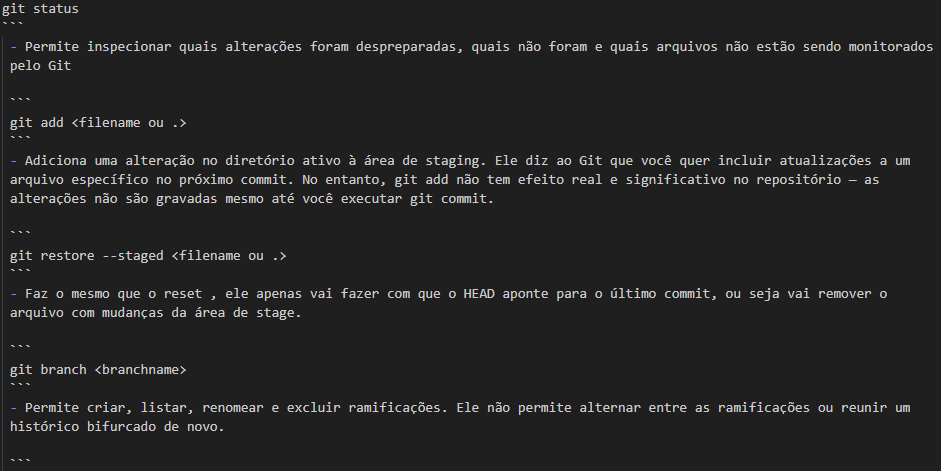 git status
```
- Permite inspecionar quais alterações foram despreparadas, quais não foram e quais arquivos não estão sendo monitorados
pelo Git
```
git add <filename ou .>
```
- Adiciona uma alteração no diretório ativo à área de staging. Ele diz ao Git que você quer incluir atualizações a um
arquivo específico no próximo commit. No entanto, git add não tem efeito real e significativo no repositório – as
alterações não são gravadas mesmo até você executar git commit.
```
git restore --staged <filename ou .>
```
- Faz o mesmo que o reset , ele apenas vai fazer com que o HEAD aponte para o último commit, ou seja vai remover o
arquivo com mudanças da área de stage.
```
git branch <branchname>
```
- Permite criar, listar, renomear e excluir ramificações. Ele não permite alternar entre as ramificações ou reunir um
histórico bifurcado de novo.
```